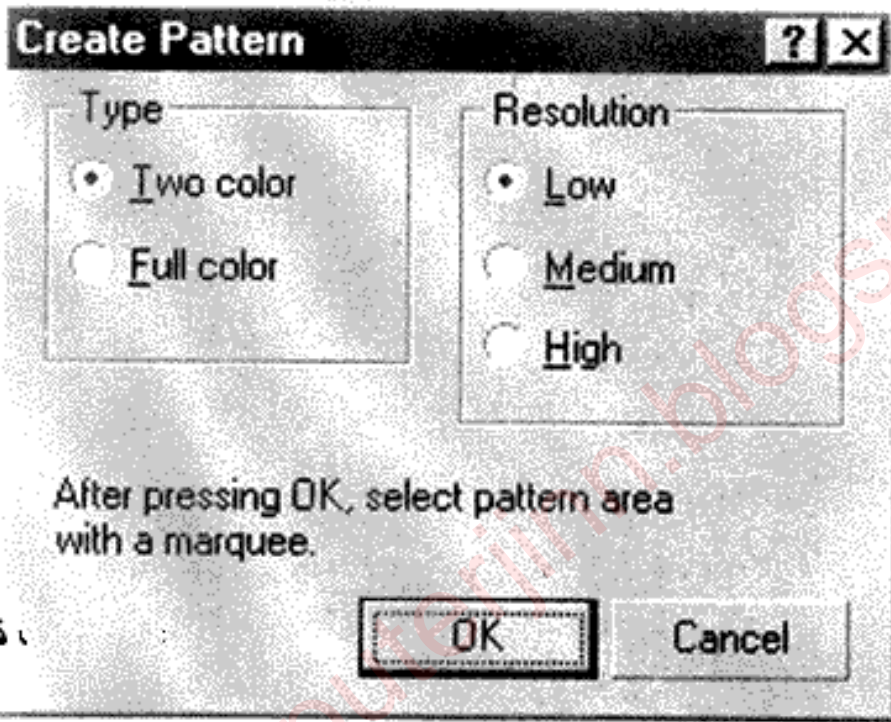 Create Pattern ? ×
Type
Two color
Full color
Resolution
Low
Medium
High
After pressing OK, select pattern area
with a marquee.
OK Cancel